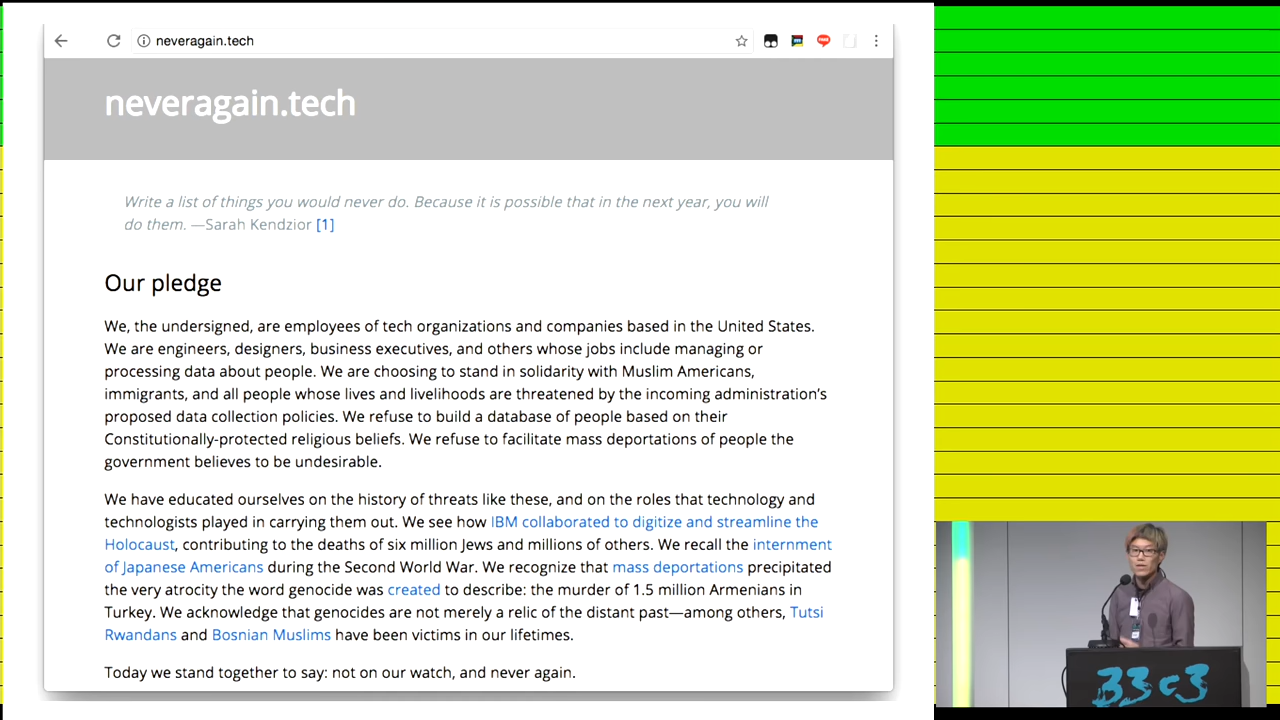 neveragain.tech
neveragain.tech
Write a list of things you would never do. Because it is possible that in the next year, you will
do them. —Sarah Kendzior [1]
Our pledge
We, the undersigned, are employees of tech organizations and companies based in the United States.
We are engineers, designers, business executives, and others whose jobs include managing or
processing data about people. We are choosing to stand in solidarity with Muslim Americans,
immigrants, and all people whose lives and livelihoods are threatened by the incoming administration's
proposed data collection policies. We refuse to build a database of people based on their
Constitutionally-protected religious beliefs. We refuse to facilitate mass deportations of people the
government believes to be undesirable.
We have educated ourselves on the history of threats like these, and on the roles that technology and
technologists played in carrying them out. We see how IBM collaborated to digitize and streamline the
Holocaust, contributing to the deaths of six million Jews and millions of others. We recall the internment
of Japanese Americans during the Second World War. We recognize that mass deportations precipitated
the very atrocity the word genocide was created to describe: the murder of 1.5 million Armenians in
Turkey. We acknowledge that genocides are not merely a relic of the distant past—among others, Tutsi
Rwandans and Bosnian Muslims have been victims in our lifetimes.
Today we stand together to say: not on our watch, and never again.
33c3